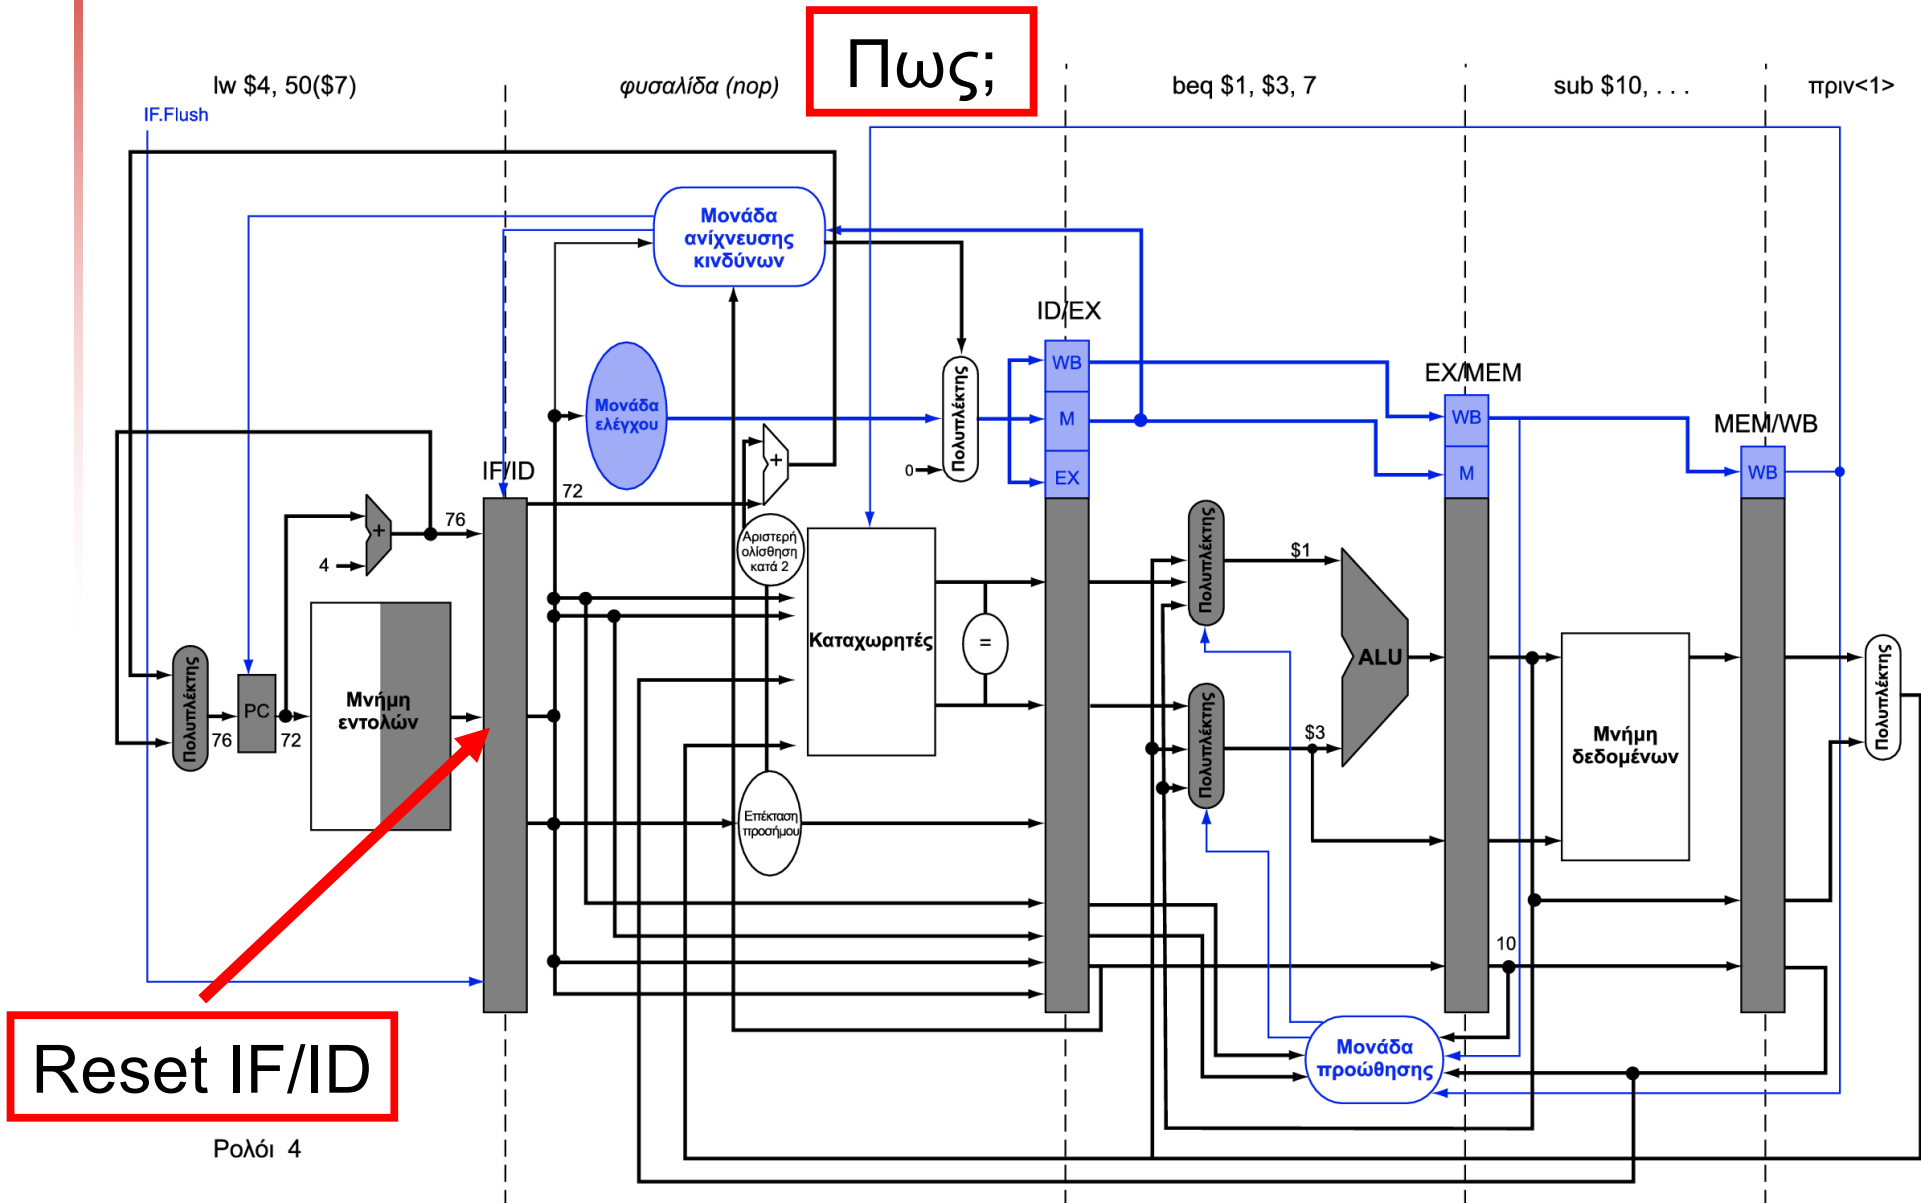 Πως;
lw $4, 50($7)
φυσαλίδα (nop)
beq $1, $3, 7
sub $10, . . .
πριν<1>
IF.Flush
Μονάδα
ανίχνευσης
κινδύνων
ID/EX
WB
M
EX
EX/MEM
WB
M
MEM/WB
WB
Μονάδα
ελέγχου
Πολυπλέκτης
0
+
IF/ID
72
76
+
4
Αριστερή
ολίσθηση
κατά 2
Πολυπλέκτης
$1
Καταχωρητές
=
ALU
Πολυπλέκτης
PC
76
72
Μνήμη
εντολών
Πολυπλέκτης
$3
Μνήμη
δεδομένων
Πολυπλέκτης
Επέκταση
προσήμου
10
Reset IF/ID
Μονάδα
προώθησης
Ρολόι 4